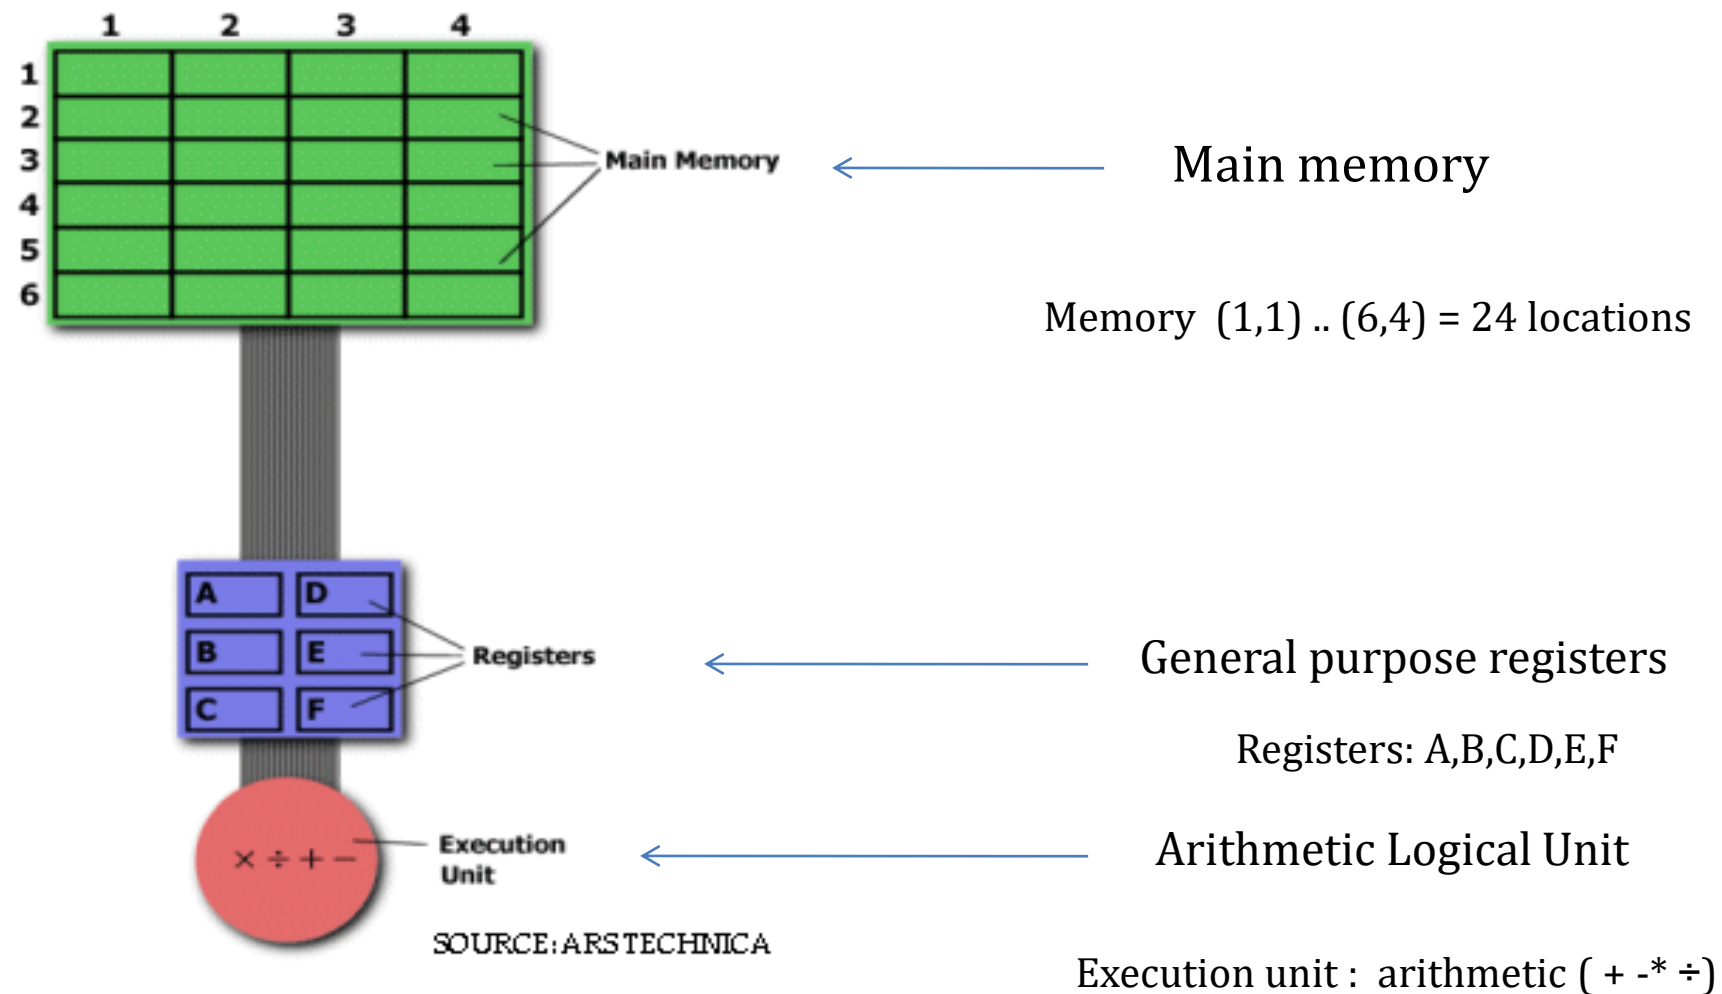 1 2 3 4
1
2
3
4
5
6
Main Memory
Main memory
Memory (1,1) .. (6,4) = 24 locations
A D
B E
C F
Registers
General purpose registers
Registers: A,B,C,D,E,F
× ÷ + −
Execution
Unit
Arithmetic Logical Unit
SOURCE:ARSTECHNICA
Execution unit : arithmetic ( + -* ÷)